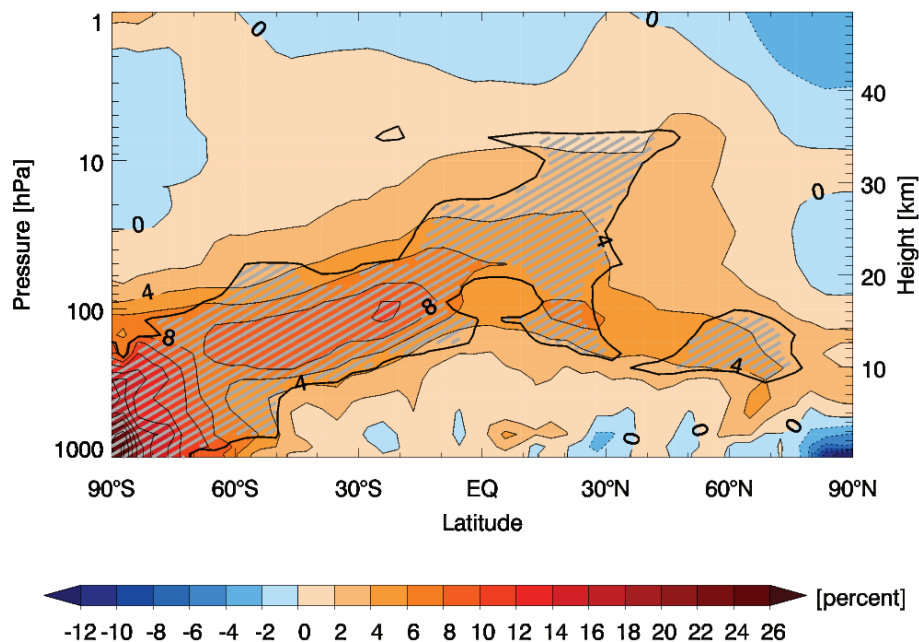 1
0
0
40
Pressure [hPa]
10
30
0
Height [km]
0
4
4
20
100
8
8
4
4
10
0
0
0
1000
90°S
60°S
30°S
EQ
30°N
60°N
90°N
Latitude
-12 -10 -8 -6 -4 -2 0 2 4 6 8 10 12 14 16 18 20 22 24 26
[percent]